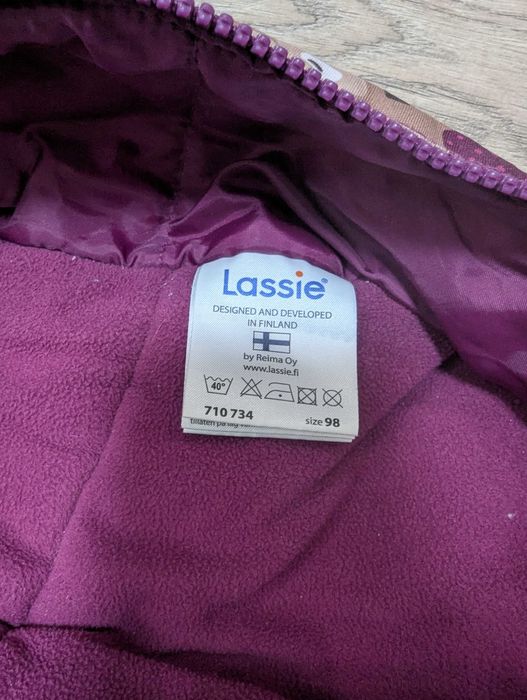 Lassie®
DESIGNED AND DEVELOPED
IN FINLAND
by Reima Oy
www.lassie.fi
40°
710 734
size 98